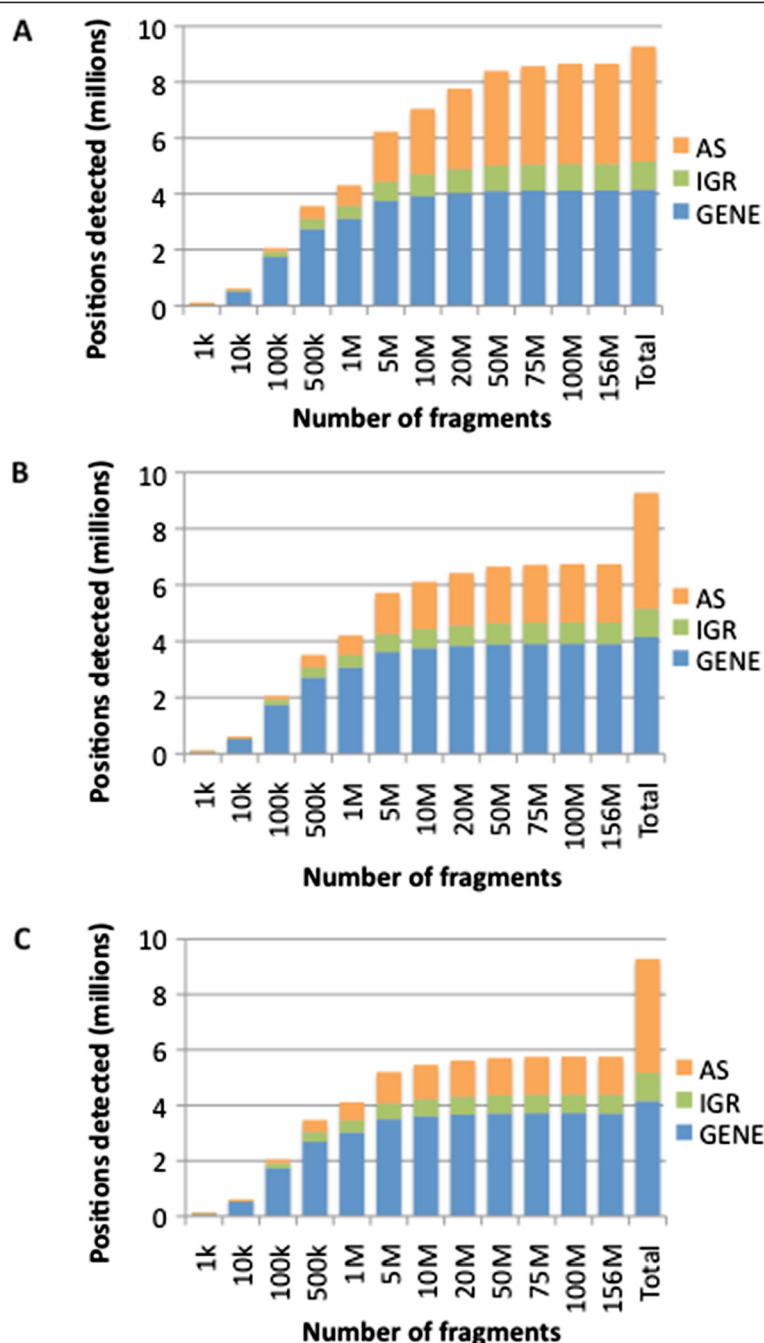 A
Positions detected (millions)
10
8
6
4
2
0
1k
10k
100k
500k
1M
5M
10M
20M
50M
75M
100M
156M
Total
Number of fragments
AS
IGR
GENE
B
Positions detected (millions)
10
8
6
4
2
0
1k
10k
100k
500k
1M
5M
10M
20M
50M
75M
100M
156M
Total
Number of fragments
AS
IGR
GENE
C
Positions detected (millions)
10
8
6
4
2
0
1k
10k
100k
500k
1M
5M
10M
20M
50M
75M
100M
156M
Total
Number of fragments
AS
IGR
GENE